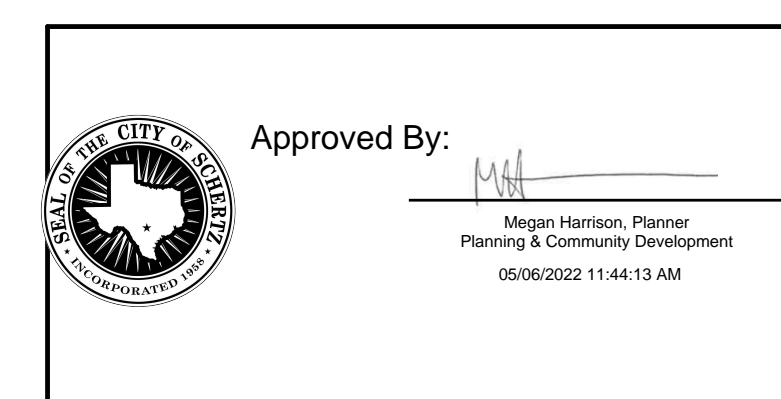 SEAL OF THE CITY OF SCHERTZ
★ INCORPORATED 1958 ★
Approved By:
MH
Megan Harrison, Planner
Planning & Community Development
05/06/2022 11:44:13 AM